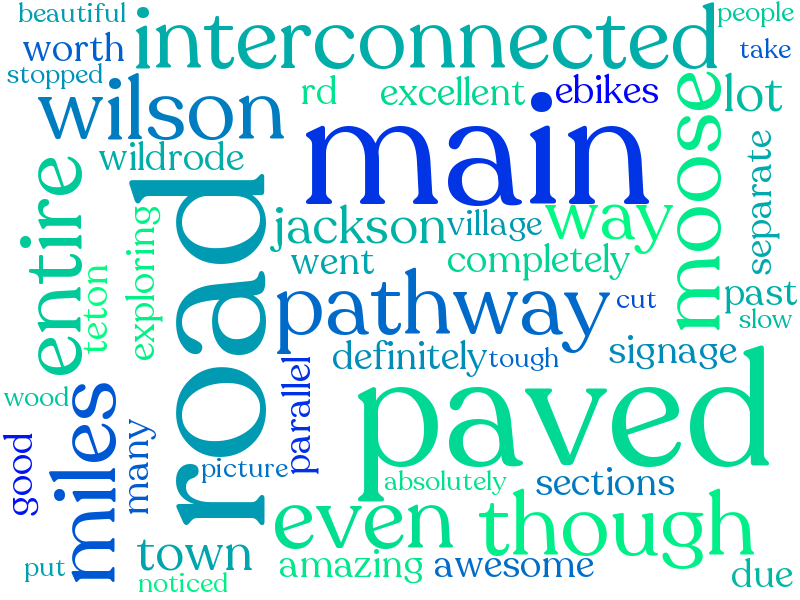 beautiful
interconnected
people
worth
take
stopped
wilson
rd
excellent
ebikes
moose
lot
main
wildrode
entire
road
exploring
jackson
village
way
separate
went
completely
teton
pathway
cut
past
slow
definitely
tough
signage
parallel
wood
miles
paved
good
many
picture
absolutely
sections
even
though
town
amazing
awesome
put
noticed
due